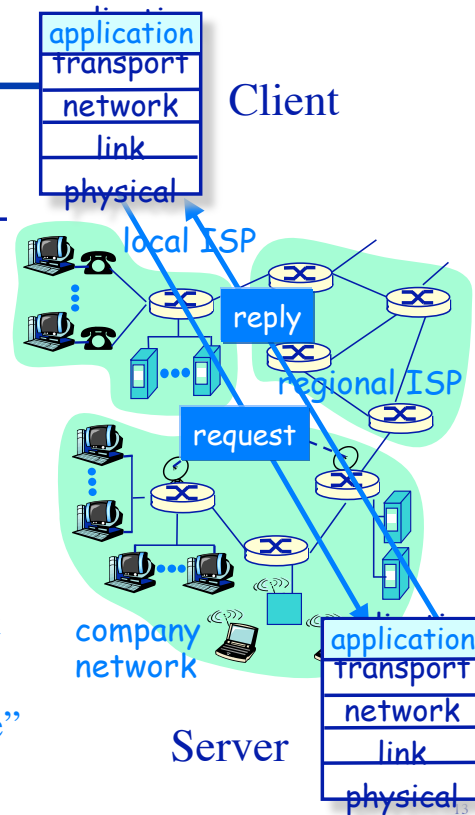 application
transport
network
link
physical
Client
local ISP
reply
regional ISP
request
company
network
application
transport
network
link
physical
Server
e”
13